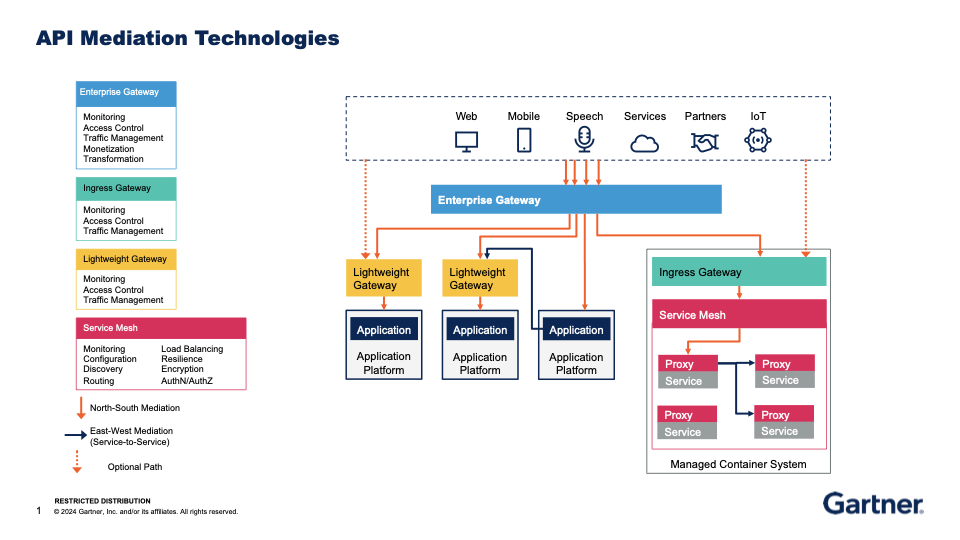 API Mediation Technologies
Enterprise Gateway
Monitoring
Access Control
Traffic Management
Monetization
Transformation
Ingress Gateway
Monitoring
Access Control
Traffic Management
Lightweight Gateway
Monitoring
Access Control
Traffic Management
Service Mesh
Monitoring Load Balancing
Configuration Resilience
Discovery Encryption
Routing AuthN/AuthZ
North-South Mediation
East-West Mediation
(Service-to-Service)
Optional Path
Web Mobile Speech Services Partners IoT
Enterprise Gateway
Lightweight
Gateway
Application
Application
Platform
Lightweight
Gateway
Application
Application
Platform
Application
Application
Platform
Ingress Gateway
Service Mesh
Proxy
Service
Proxy
Service
Proxy
Service
Proxy
Service
Managed Container System
RESTRICTED DISTRIBUTION
1 © 2024 Gartner, Inc. and/or its affiliates. All rights reserved.
Gartner